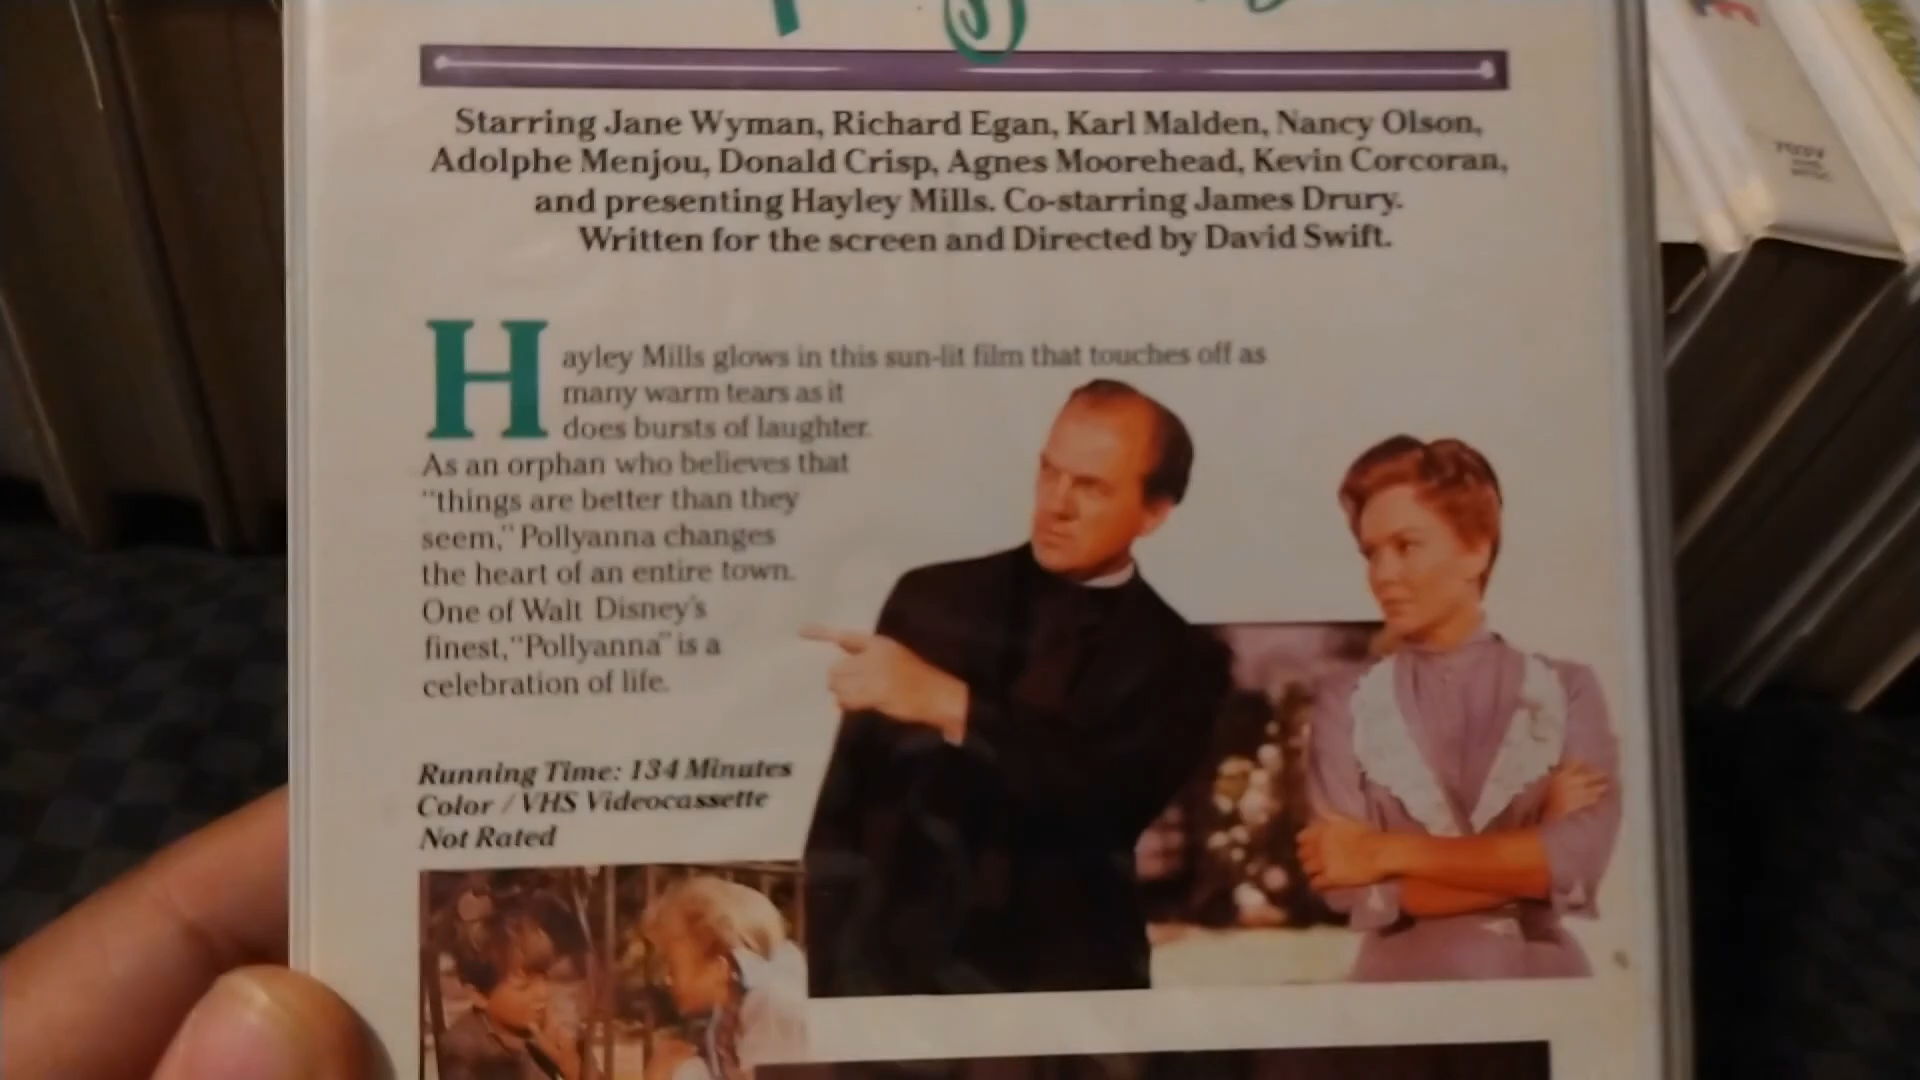 Starring Jane Wyman, Richard Egan, Karl Malden, Nancy Olson,
Adolphe Menjou, Donald Crisp, Agnes Moorehead, Kevin Corcoran,
and presenting Hayley Mills. Co-starring James Drury.
Written for the screen and Directed by David Swift.
Hayley Mills glows in this sun-lit film that touches off as
many warm tears as it
does bursts of laughter.
As an orphan who believes that
"things are better than they
seem," Pollyanna changes
the heart of an entire town.
One of Walt Disney's
finest, "Pollyanna" is a
celebration of life.
Running Time: 134 Minutes
Color / VHS Videocassette
Not Rated